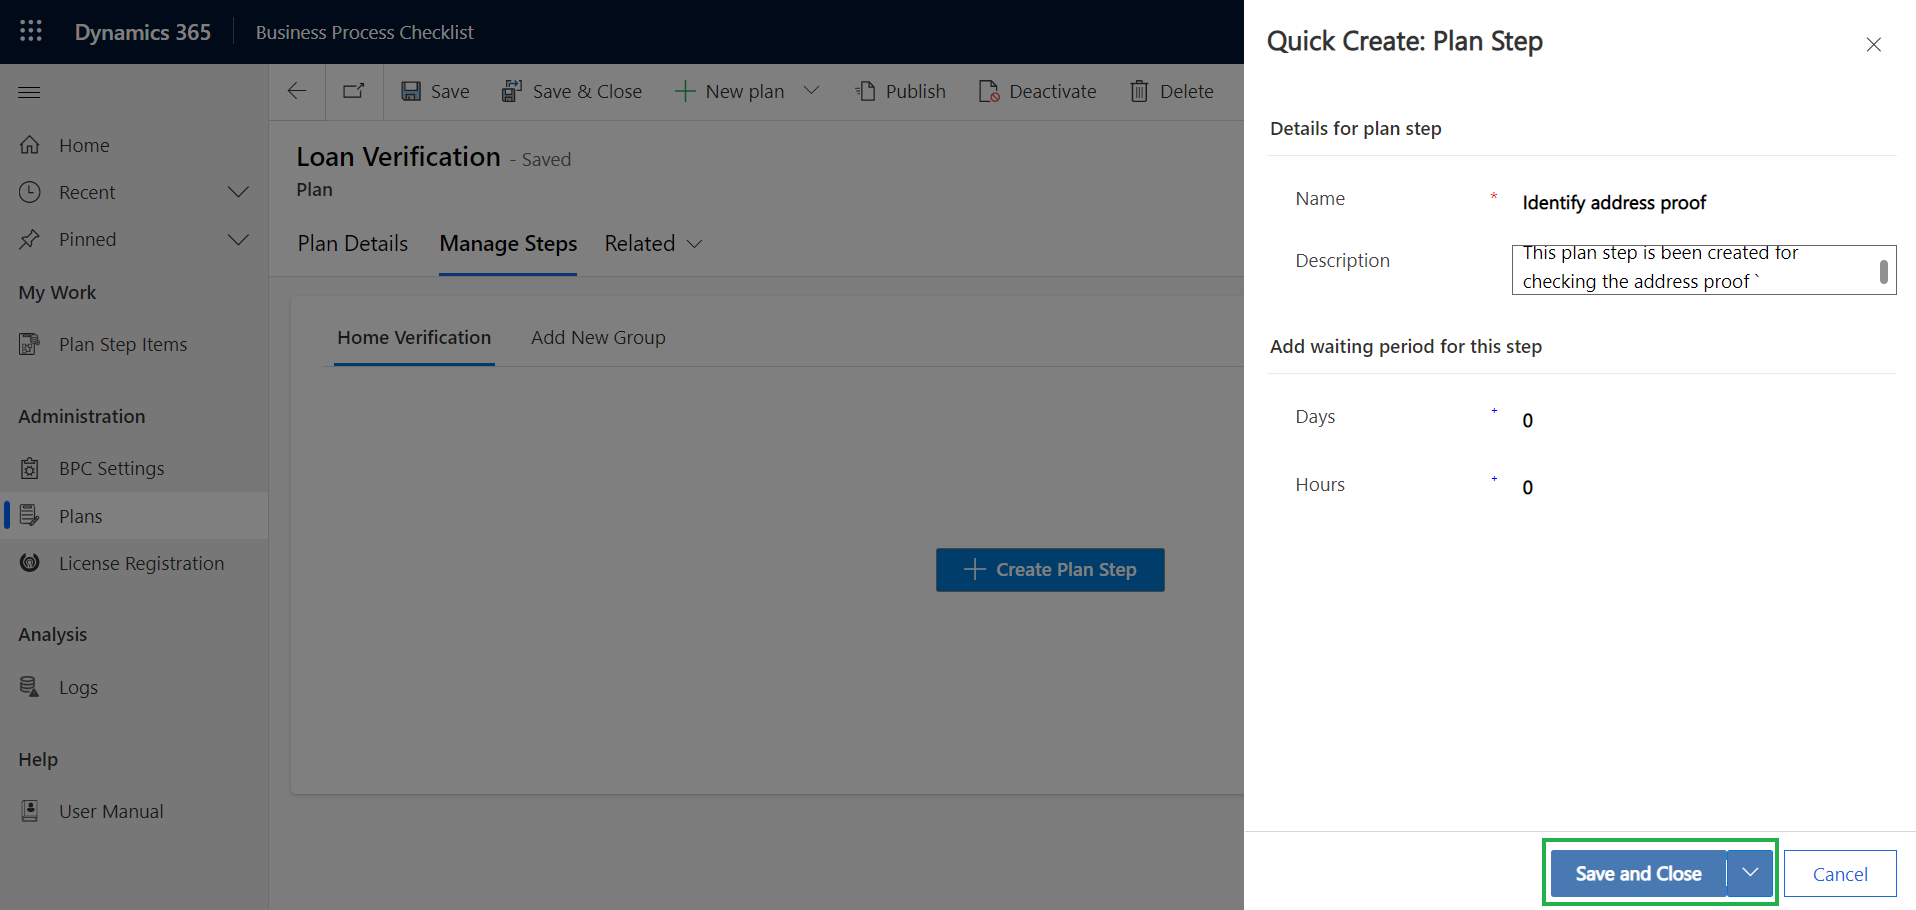 Dynamics 365
Business Process Checklist
Home
Recent
Pinned
My Work
Plan Step Items
Administration
BPC Settings
Plans
License Registration
Analysis
Logs
Help
User Manual
Save
Save & Close
New plan
Publish
Deactivate
Delete
Loan Verification - Saved
Plan
Plan Details
Manage Steps
Related
Home Verification
Add New Group
Create Plan Step
Quick Create: Plan Step
Details for plan step
Name * Identify address proof
Description
This plan step is been created for
checking the address proof `
Add waiting period for this step
Days + 0
Hours + 0
Save and Close
Cancel